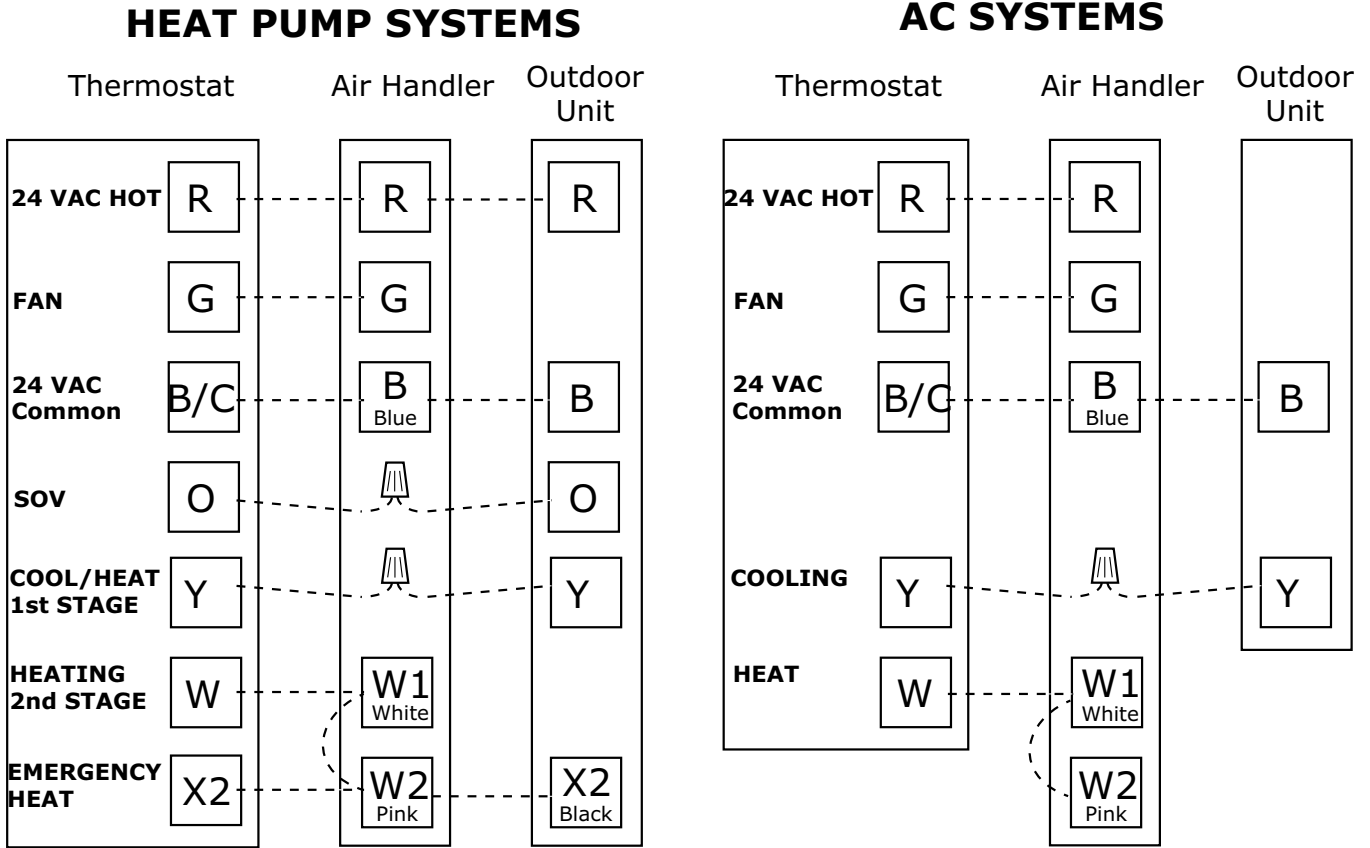 HEAT PUMP SYSTEMS
Thermostat
Air Handler
Outdoor
Unit
24 VAC HOT
R
R
R
FAN
G
G
24 VAC
Common
B/C
B
Blue
B
SOV
O
O
COOL/HEAT
1st STAGE
Y
Y
HEATING
2nd STAGE
W
W1
White
EMERGENCY
HEAT
X2
W2
Pink
X2
Black
AC SYSTEMS
Thermostat
Air Handler
Outdoor
Unit
24 VAC HOT
R
R
FAN
G
G
24 VAC
Common
B/C
B
Blue
B
COOLING
Y
Y
HEAT
W
W1
White
W2
Pink